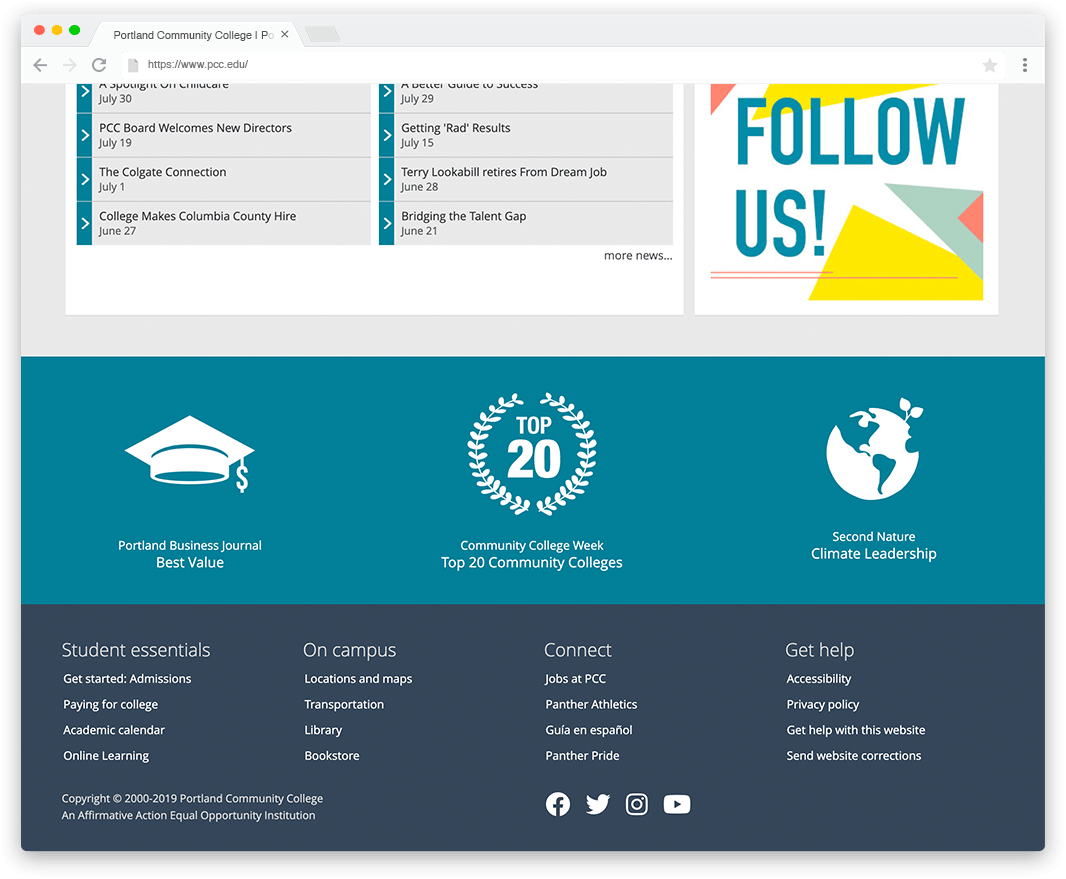 Portland Community College | Po
https://www.pcc.edu/
A Spotlight On Childcare
July 30
PCC Board Welcomes New Directors
July 19
The Colgate Connection
July 1
College Makes Columbia County Hire
June 27
A Better Guide to Success
July 29
Getting 'Rad' Results
July 15
Terry Lookabill retires From Dream Job
June 28
Bridging the Talent Gap
June 21
more news...
FOLLOW
US!
$
Portland Business Journal
Best Value
TOP
20
Community College Week
Top 20 Community Colleges
Second Nature
Climate Leadership
Student essentials
Get started: Admissions
Paying for college
Academic calendar
Online Learning
On campus
Locations and maps
Transportation
Library
Bookstore
Connect
Jobs at PCC
Panther Athletics
Guía en español
Panther Pride
Get help
Accessibility
Privacy policy
Get help with this website
Send website corrections
Copyright © 2000-2019 Portland Community College
An Affirmative Action Equal Opportunity Institution